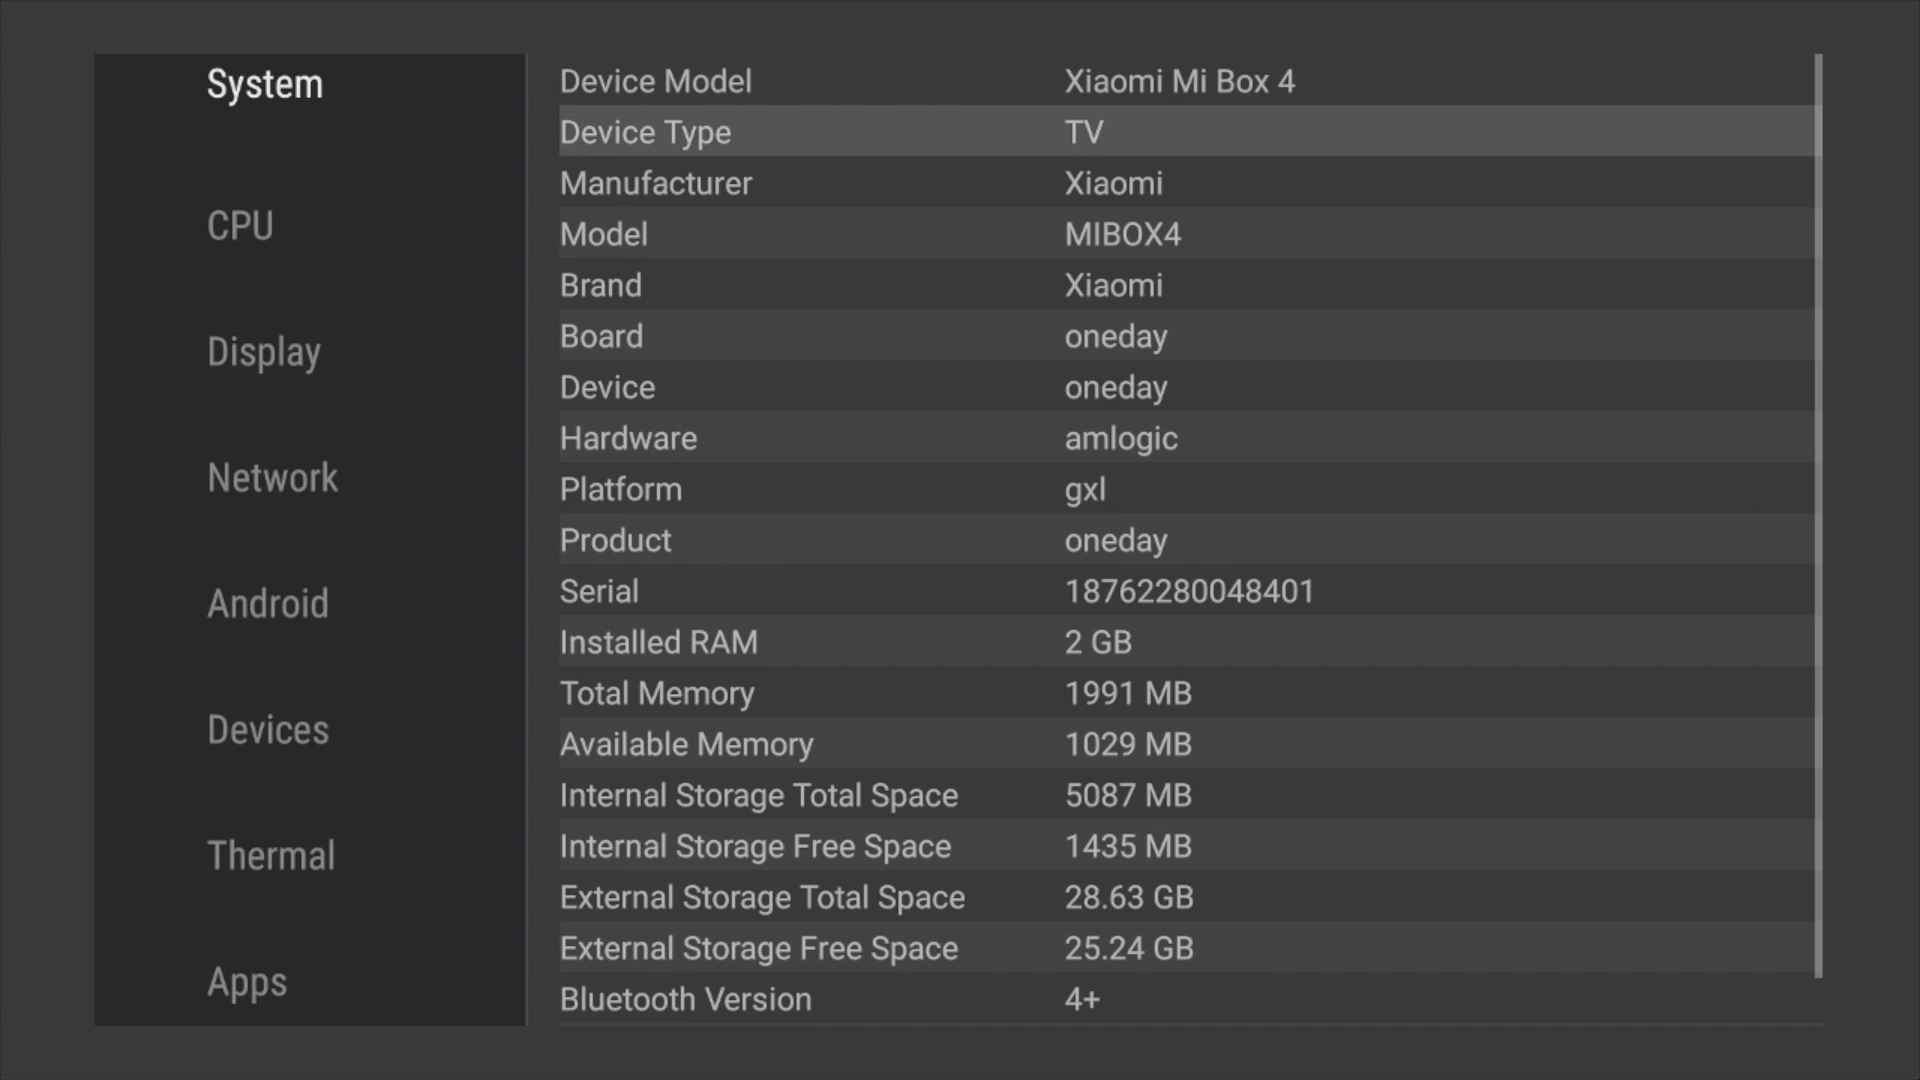 System
CPU
Display
Network
Android
Devices
Thermal
Apps
Device Model Xiaomi Mi Box 4
Device Type TV
Manufacturer Xiaomi
Model MIBOX4
Brand Xiaomi
Board oneday
Device oneday
Hardware amlogic
Platform gxl
Product oneday
Serial 18762280048401
Installed RAM 2 GB
Total Memory 1991 MB
Available Memory 1029 MB
Internal Storage Total Space 5087 MB
Internal Storage Free Space 1435 MB
External Storage Total Space 28.63 GB
External Storage Free Space 25.24 GB
Bluetooth Version 4+